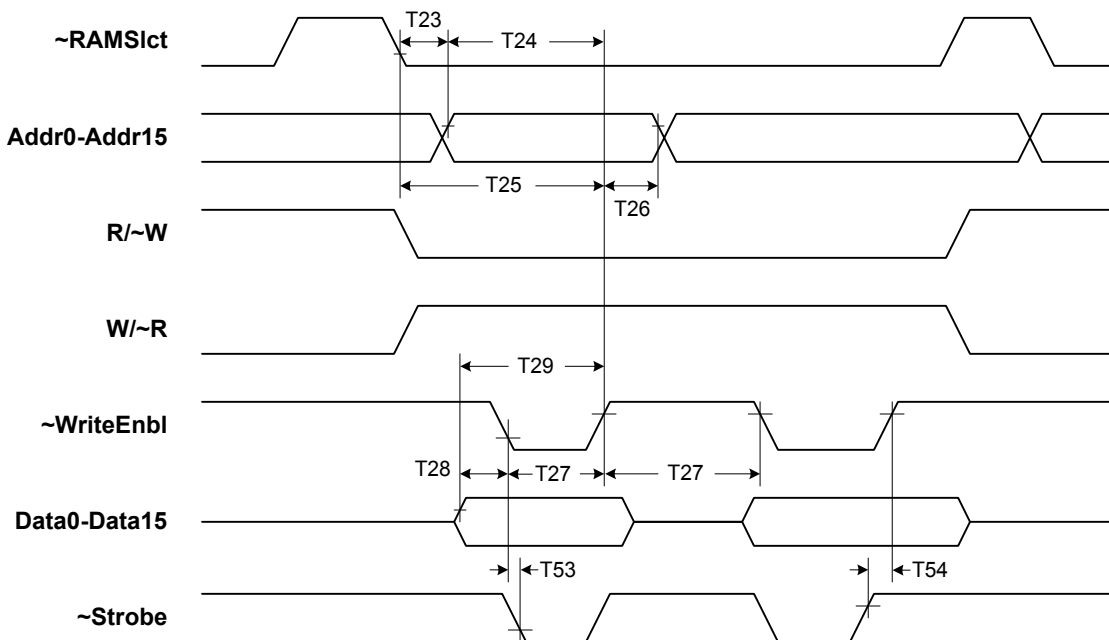 T23
~RAMSlct
T24
Addr0-Addr15
T25
T26
R/~W
W/~R
T29
~WriteEnbl
T28
T27
T27
Data0-Data15
T53
T54
~Strobe